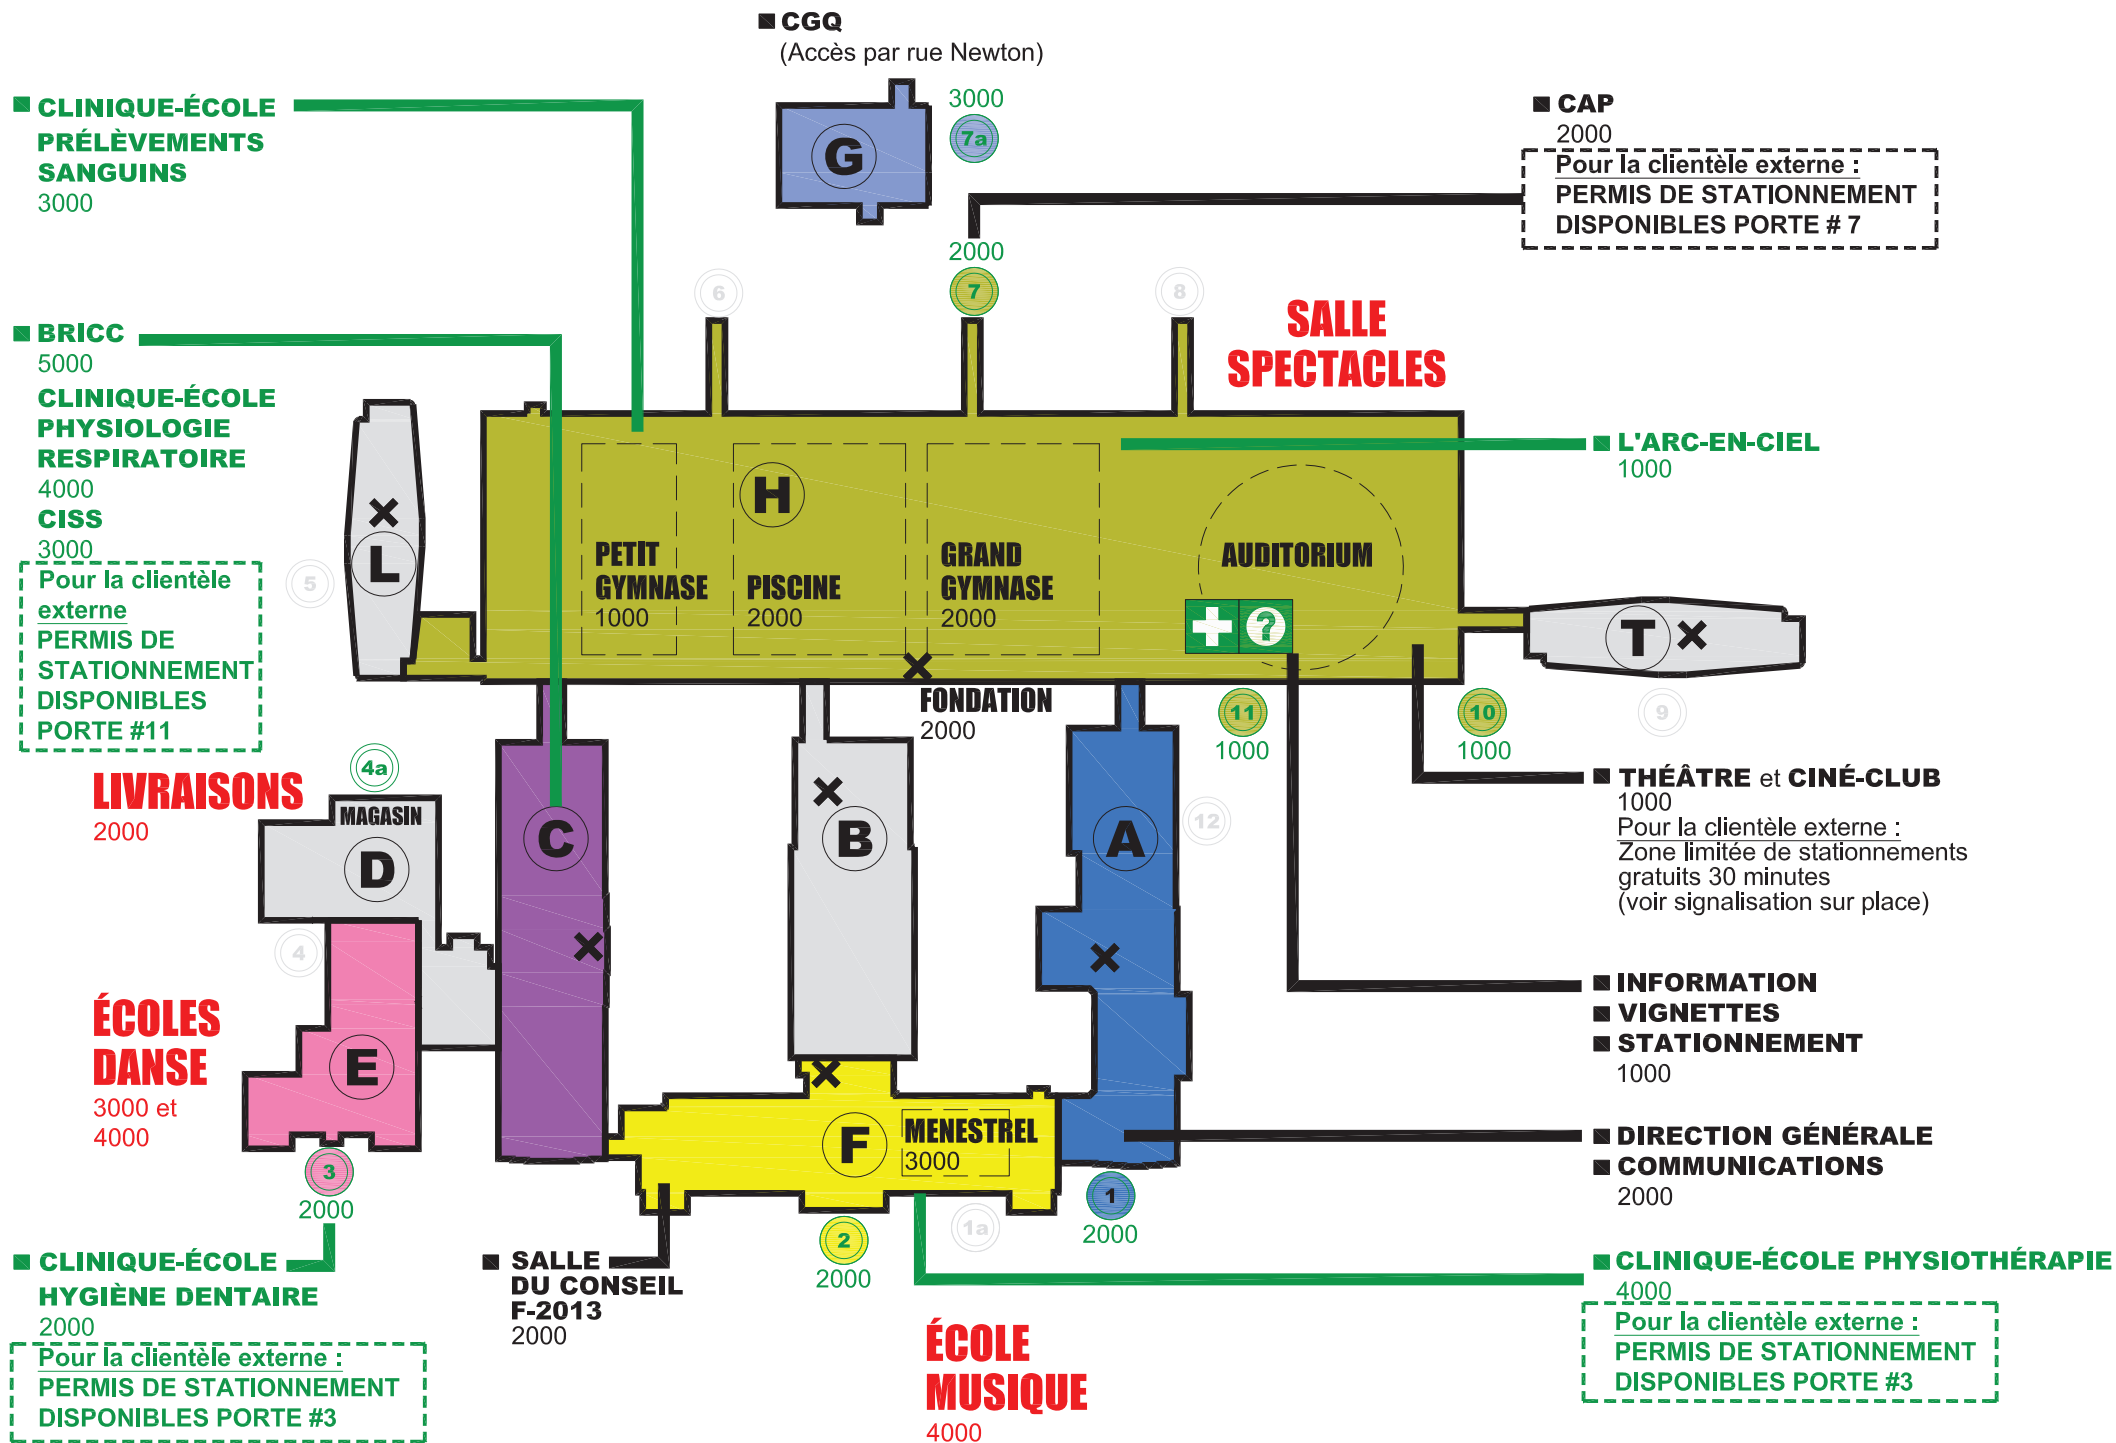 CGQ
(Accès par rue Newton)
3000
7a
G
CLINIQUE-ÉCOLE
PRÉLÈVEMENTS
SANGUINS
3000
CAP
2000
Pour la clientèle externe :
PERMIS DE STATIONNEMENT
DISPONIBLES PORTE # 7
2000
6
7
8
SALLE
SPECTACLES
BRICC
5000
CLINIQUE-ÉCOLE
PHYSIOLOGIE
RESPIRATOIRE
4000
CISS
3000
Pour la clientèle
externe
PERMIS DE
STATIONNEMENT
DISPONIBLES
PORTE #11
L'ARC-EN-CIEL
1000
L
5
H
PETIT
GYMNASE
1000
PISCINE
2000
GRAND
GYMNASE
2000
AUDITORIUM
?
T
9
FONDATION
2000
11
1000
10
1000
LIVRAISONS
2000
4a
MAGASIN
D
C
B
A
12
THÉÂTRE et CINÉ-CLUB
1000
Pour la clientèle externe :
Zone limitée de stationnements
gratuits 30 minutes
(voir signalisation sur place)
4
ÉCOLES
DANSE
3000 et
4000
E
INFORMATION
VIGNETTES
STATIONNEMENT
1000
F
MENESTREL
3000
DIRECTION GÉNÉRALE
COMMUNICATIONS
2000
3
2000
2
2000
1a
1
2000
CLINIQUE-ÉCOLE
HYGIÈNE DENTAIRE
2000
Pour la clientèle externe :
PERMIS DE STATIONNEMENT
DISPONIBLES PORTE #3
SALLE
DU CONSEIL
F-2013
2000
ÉCOLE
MUSIQUE
4000
CLINIQUE-ÉCOLE PHYSIOTHÉRAPIE
4000
Pour la clientèle externe :
PERMIS DE STATIONNEMENT
DISPONIBLES PORTE #3